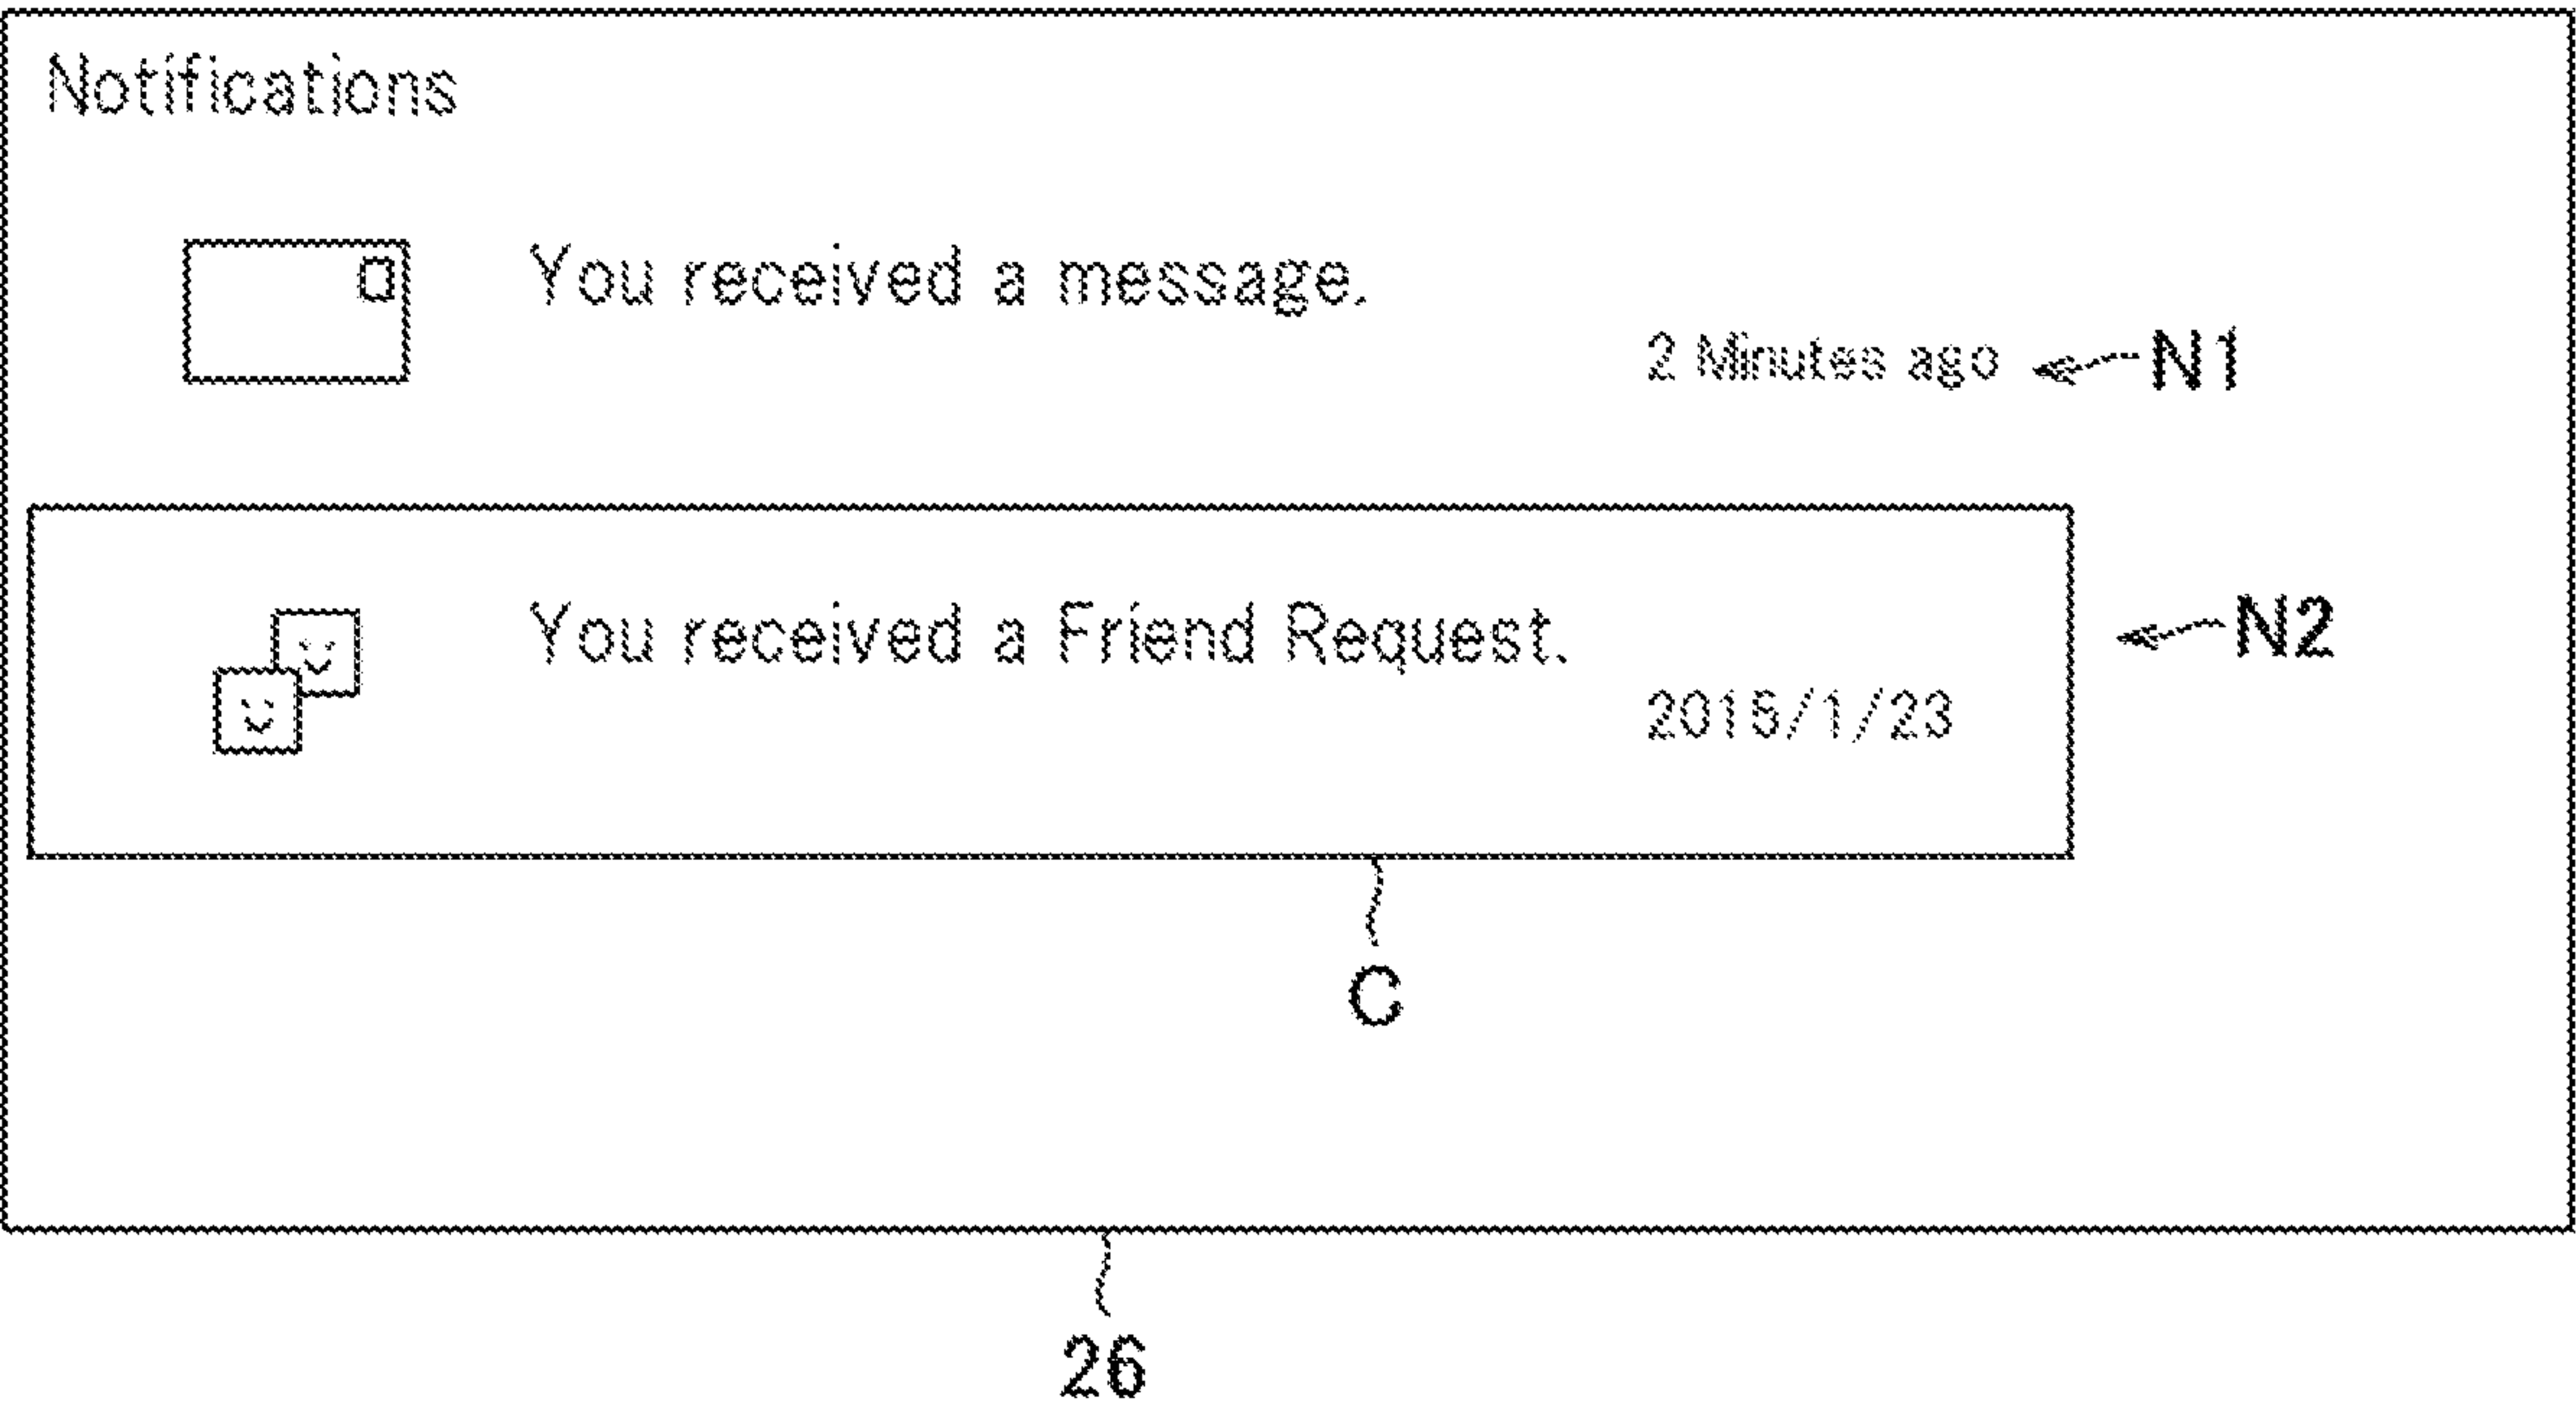 Notifications
You received a message.
2 Minutes ago
N1
You received a Friend Request.
N2
2015/1/23
C
26